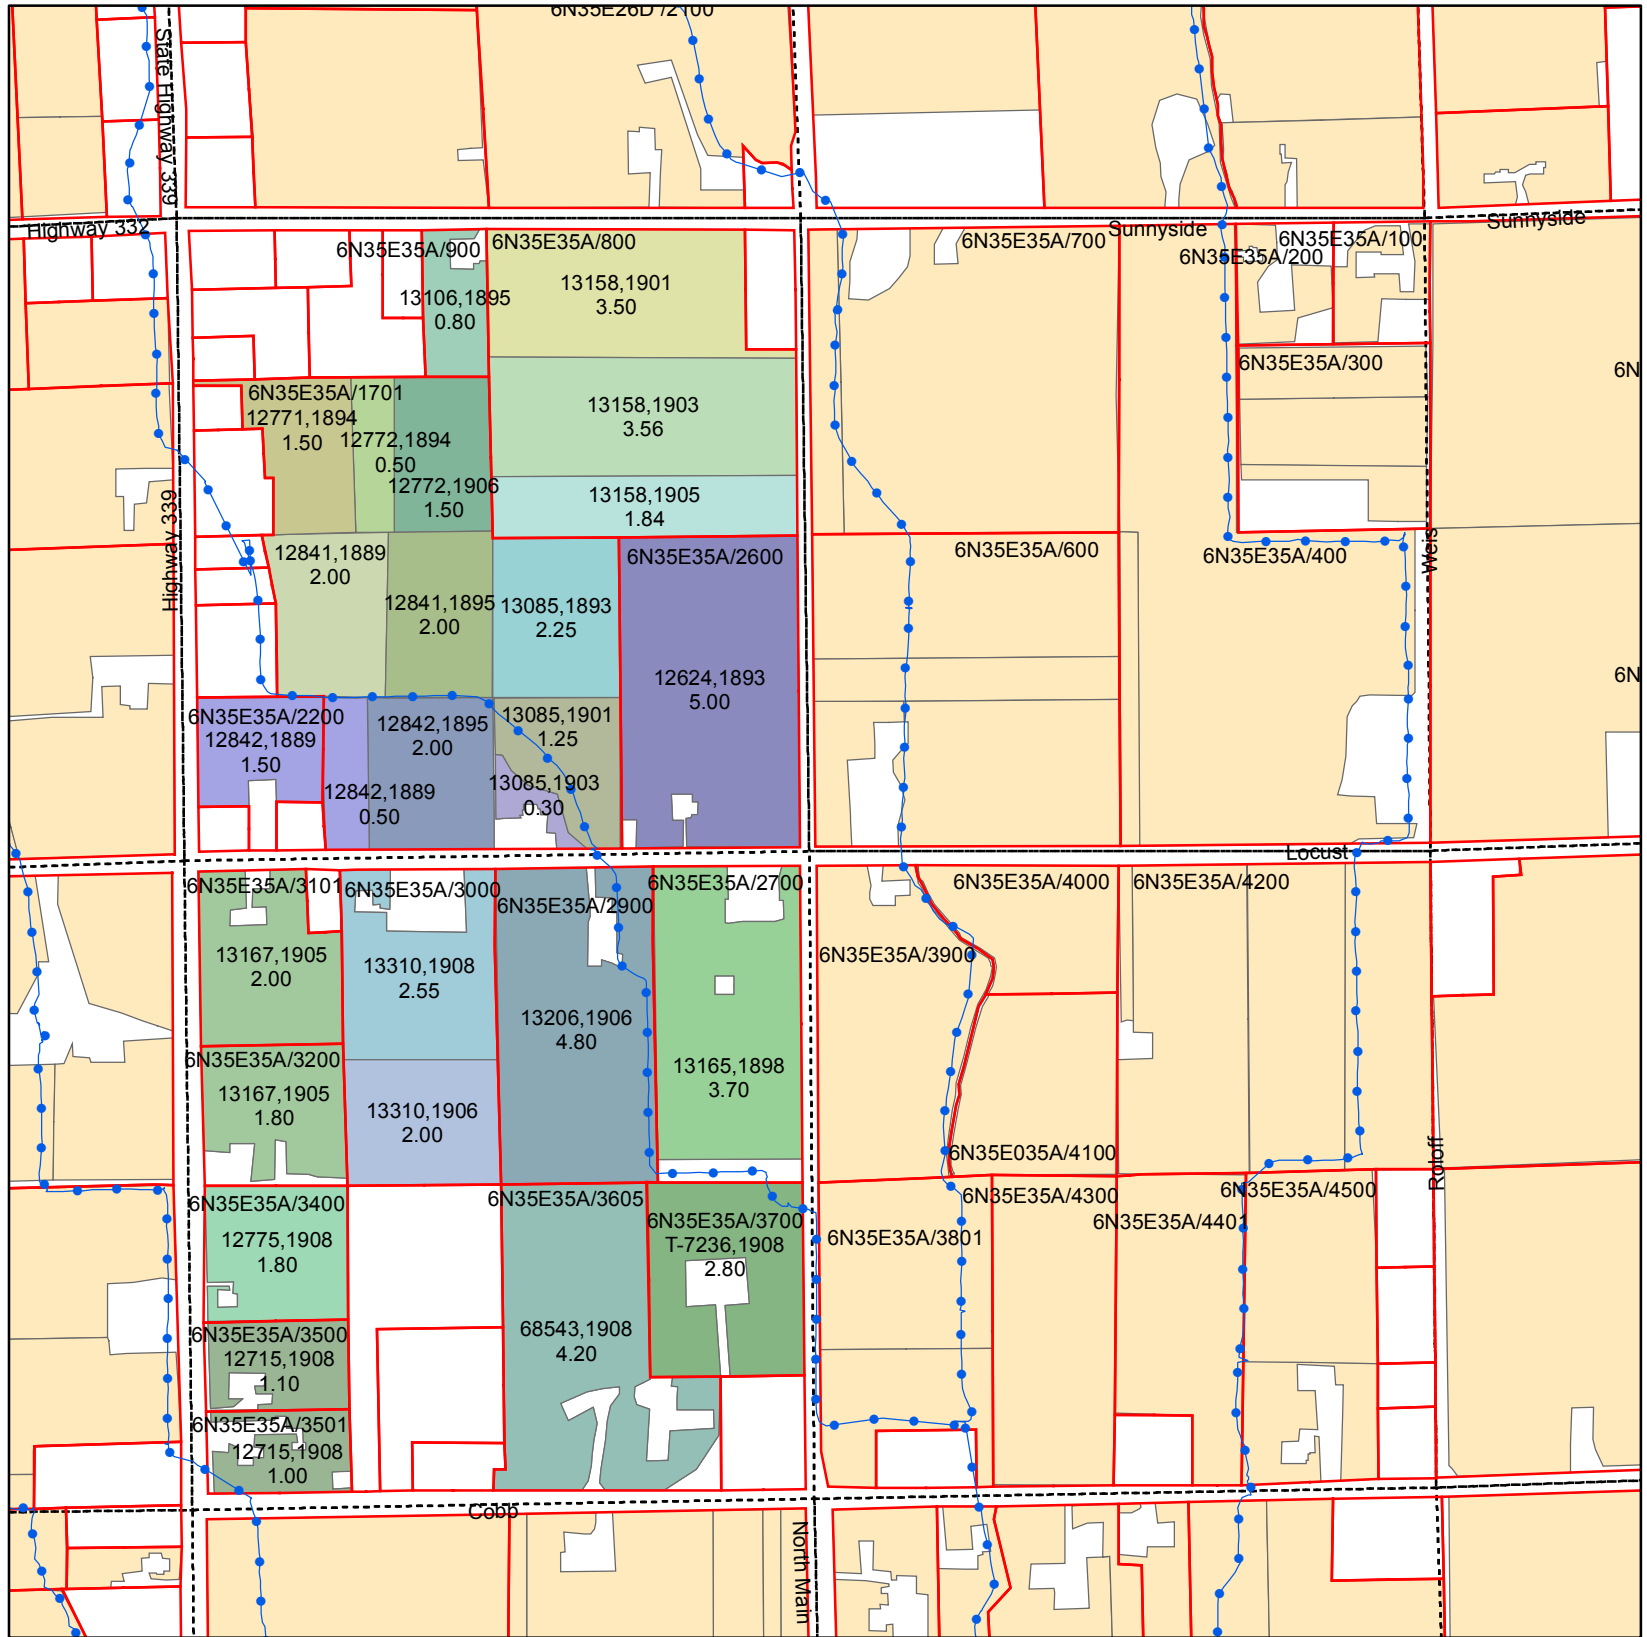 6N35E26D /2100
State Highway 339
Highway 332
Sunnyside
Sunnyside
6N35E35A/900
6N35E35A/800
6N35E35A/700
6N35E35A/200
6N35E35A/100
13106,1895
0.80
13158,1901
3.50
6N35E35A/300
6N
6N35E35A/1701
12771,1894
1.50
12772,1894
0.50
12772,1906
1.50
13158,1903
3.56
13158,1905
1.84
Highway 339
12841,1889
2.00
12841,1895
2.00
13085,1893
2.25
6N35E35A/2600
12624,1893
5.00
6N35E35A/600
6N35E35A/400
Weis
6N
6N35E35A/2200
12842,1889
1.50
12842,1889
0.50
12842,1895
2.00
13085,1901
1.25
13085,1903
0.30
Locust
6N35E35A/3101
13167,1905
2.00
6N35E35A/3000
13310,1908
2.55
6N35E35A/2900
13206,1906
4.80
6N35E35A/2700
13165,1898
3.70
6N35E35A/4000
6N35E35A/4200
6N35E35A/3900
6N35E35A/3200
13167,1905
1.80
13310,1906
2.00
6N35E035A/4100
Roloff
6N35E35A/3400
12775,1908
1.80
6N35E35A/3605
68543,1908
4.20
6N35E35A/3700
T-7236,1908
2.80
6N35E35A/3801
6N35E35A/4300
6N35E35A/4401
6N35E35A/4500
6N35E35A/3500
12715,1908
1.10
6N35E35A/3501
12715,1908
1.00
Cobb
North Main